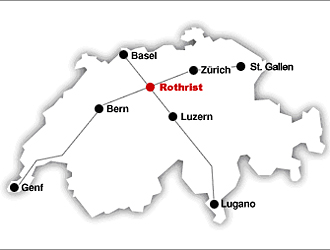 Basel
Zürich
St. Gallen
Rothrist
Bern
Luzern
Genf
Lugano